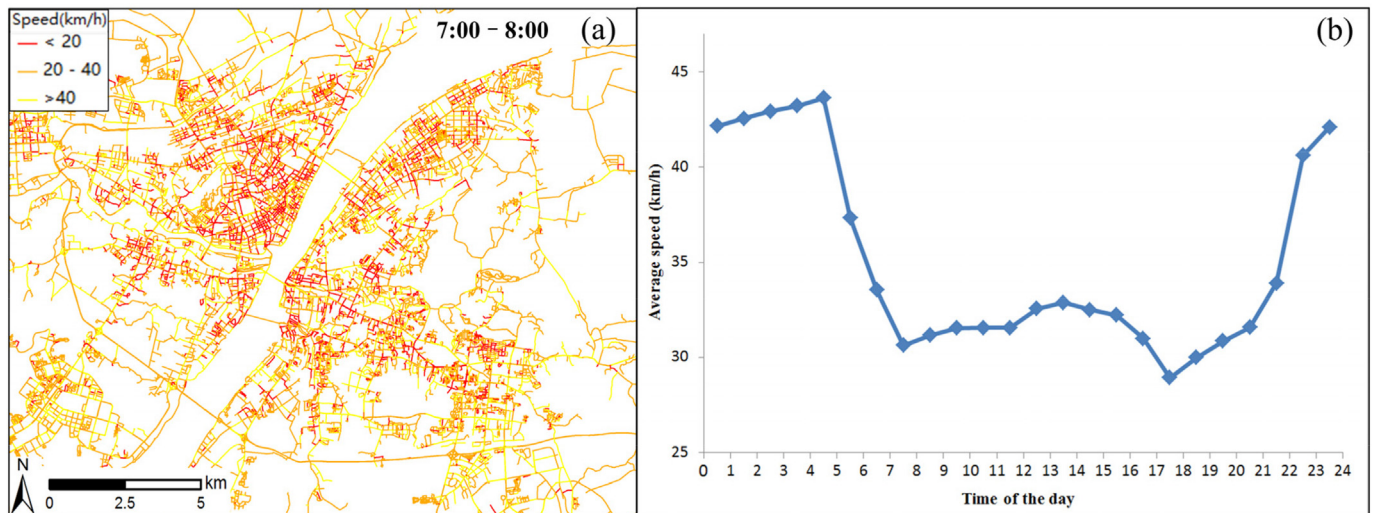 Speed(km/h)
< 20
20 - 40
>40
7:00 - 8:00
(a)
N
0 2.5 5 km
(b)
45
40
35
30
25
Average speed (km/h)
0 1 2 3 4 5 6 7 8 9 10 11 12 13 14 15 16 17 18 19 20 21 22 23 24
Time of the day